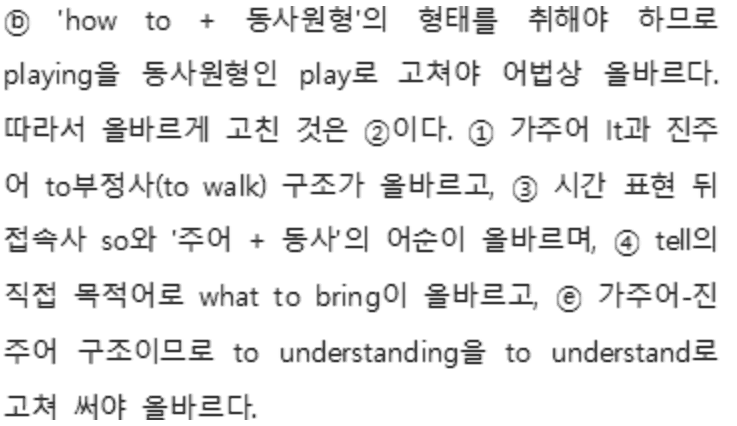 ⓑ 'how to + 동사원형'의 형태를 취해야 하므로
playing을 동사원형인 play로 고쳐야 어법상 올바르다.
따라서 올바르게 고친 것은 ②이다. ① 가주어 It과 진주
어 to부정사(to walk) 구조가 올바르고, ③ 시간 표현 뒤
접속사 so와 '주어 + 동사'의 어순이 올바르며, ④ tell의
직접 목적어로 what to bring이 올바르고, ⓔ 가주어-진
주어 구조이므로 to understanding을 to understand로
고쳐 써야 올바르다.